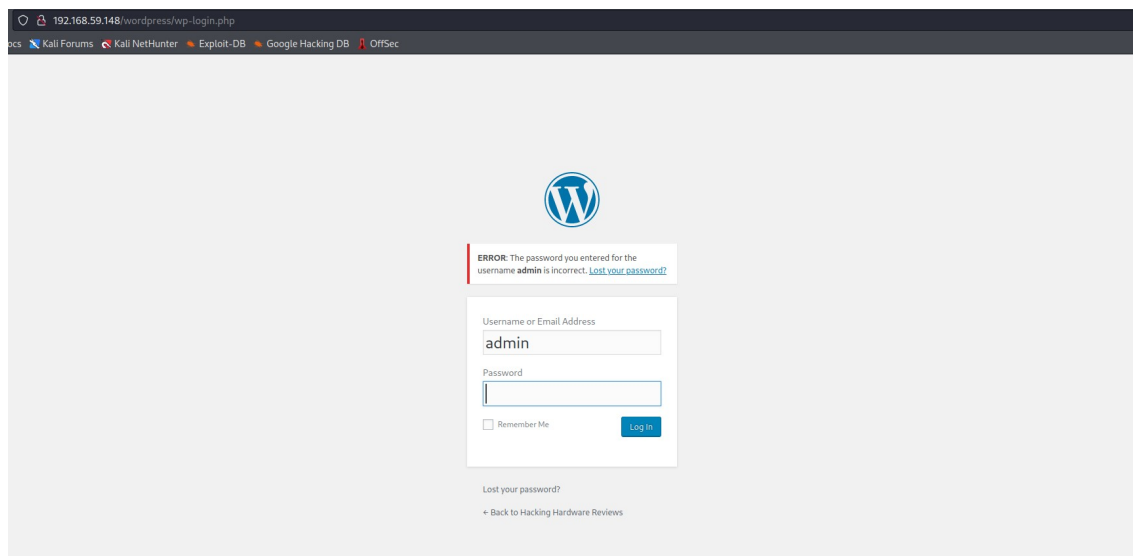 192.168.59.148/wordpress/wp-login.php
ocs Kali Forums Kali NetHunter Exploit-DB Google Hacking DB OffSec
ERROR: The password you entered for the
username admin is incorrect. Lost your password?
Username or Email Address
admin
Password
Remember Me Log In
Lost your password?
← Back to Hacking Hardware Reviews